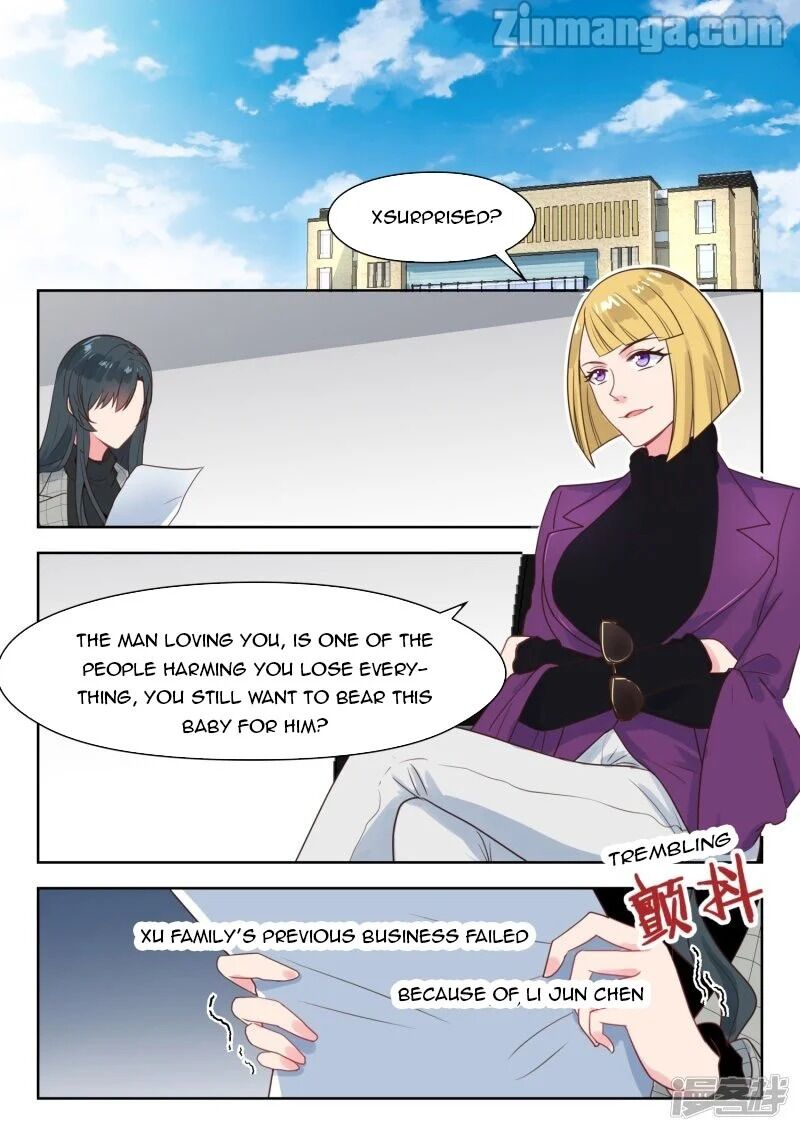 Zinmanga.com
XSURPRISED?
THE MAN LOVING YOU, IS ONE OF THE
PEOPLE HARMING YOU LOSE EVERY-
THING, YOU STILL WANT TO BEAR THIS
BABY FOR HIM?
TREMBLING
颤抖
XU FAMILY'S PREVIOUS BUSINESS FAILED
BECAUSE OF LI JUN CHEN
漫客栈